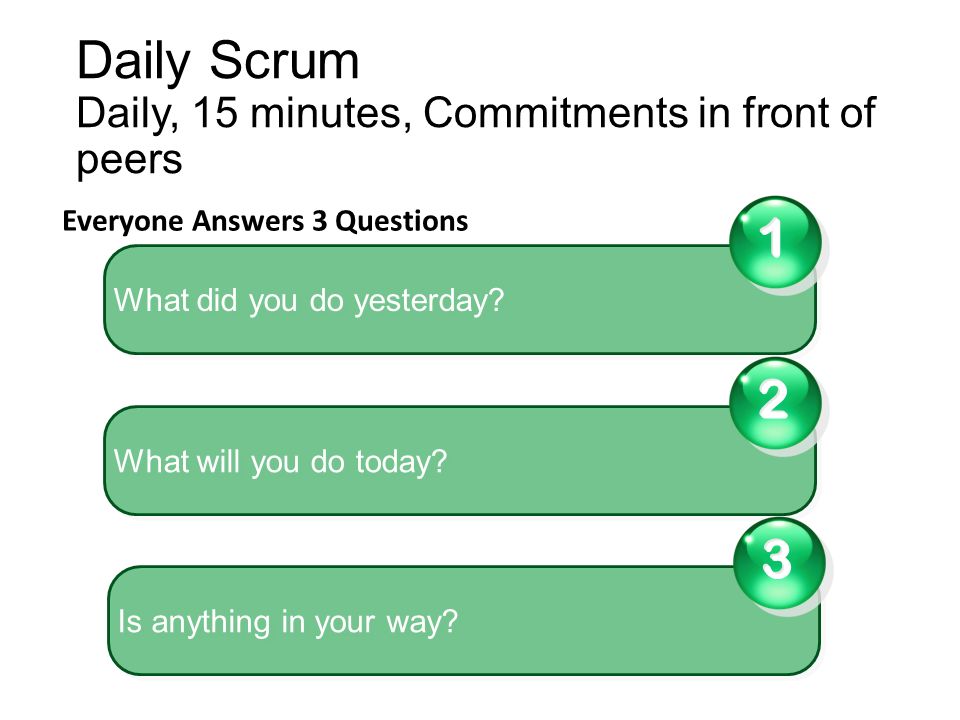 Daily Scrum
Daily, 15 minutes, Commitments in front of
peers
Everyone Answers 3 Questions
1
What did you do yesterday?
2
What will you do today?
3
Is anything in your way?